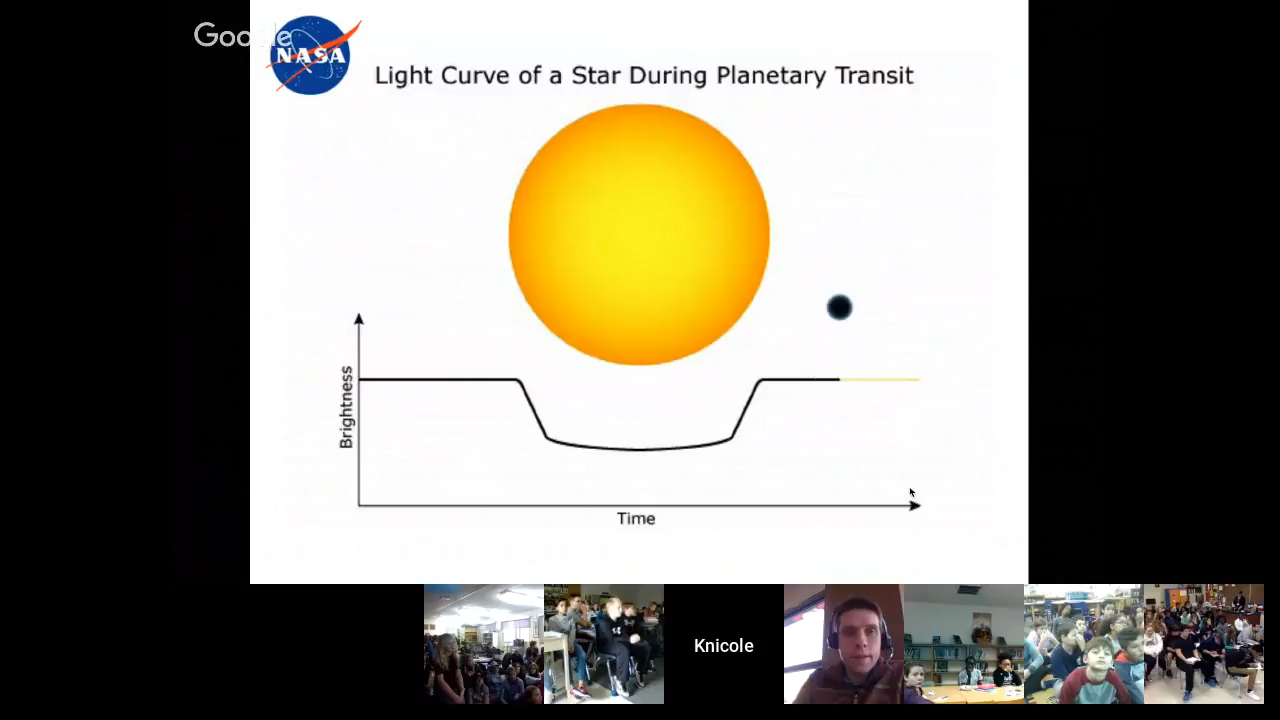 Google
NASA
Light Curve of a Star During Planetary Transit
Brightness
Time
Knicole